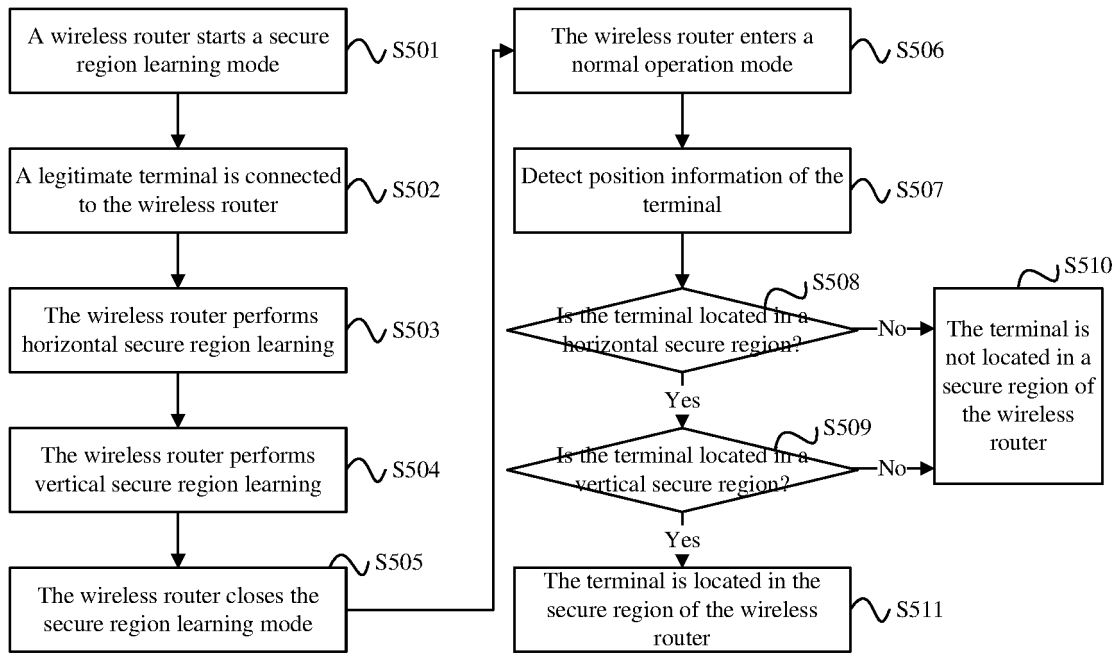 A wireless router starts a secure
region learning mode
S501
A legitimate terminal is connected
to the wireless router
S502
The wireless router performs
horizontal secure region learning
S503
The wireless router performs
vertical secure region learning
S504
The wireless router closes the
secure region learning mode
S505
The wireless router enters a
normal operation mode
S506
Detect position information of the
terminal
S507
Is the terminal located in a
horizontal secure region?
S508
No
Yes
Is the terminal located in a
vertical secure region?
S509
No
Yes
The terminal is
not located in a
secure region of
the wireless
router
S510
The terminal is located in the
secure region of the wireless
router
S511